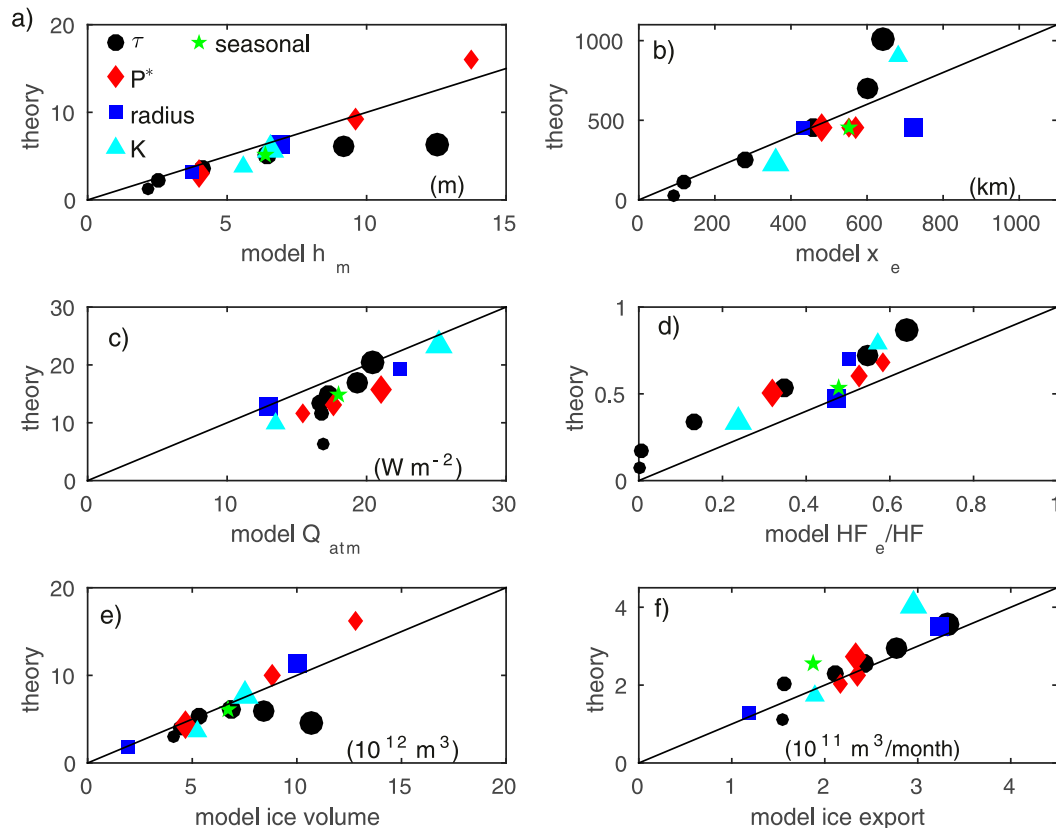 a)
20
10
0
0 5 10 15
theory
τ
seasonal
P*
radius
K
(m)
model h m
b)
1000
500
0
0 200 400 600 800 1000
theory
(km)
model x e
c)
30
20
10
0
0 10 20 30
theory
(W m-2)
model Q atm
d)
1
0.5
0
0 0.2 0.4 0.6 0.8 1
theory
model HF e/HF
e)
20
10
0
0 5 10 15 20
theory
(10 12 m3)
model ice volume
f)
4
2
0
0 1 2 3 4
theory
(10 11 m3/month)
model ice export